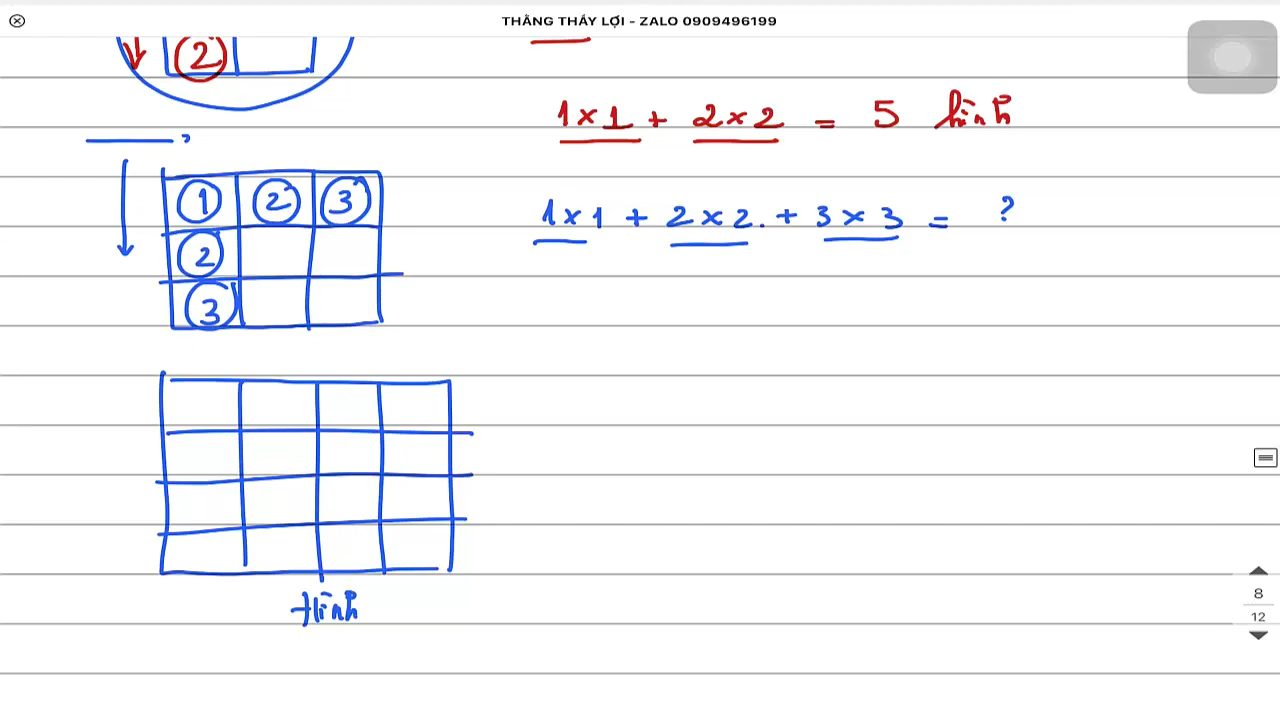 THẰNG THẦY LỢI - ZALO 0909496199
2
1 x 1 + 2 x 2 = 5 hình
1 2 3
1 x 1 + 2 x 2 . + 3 x 3 = ?
2
3
8
12
Hình